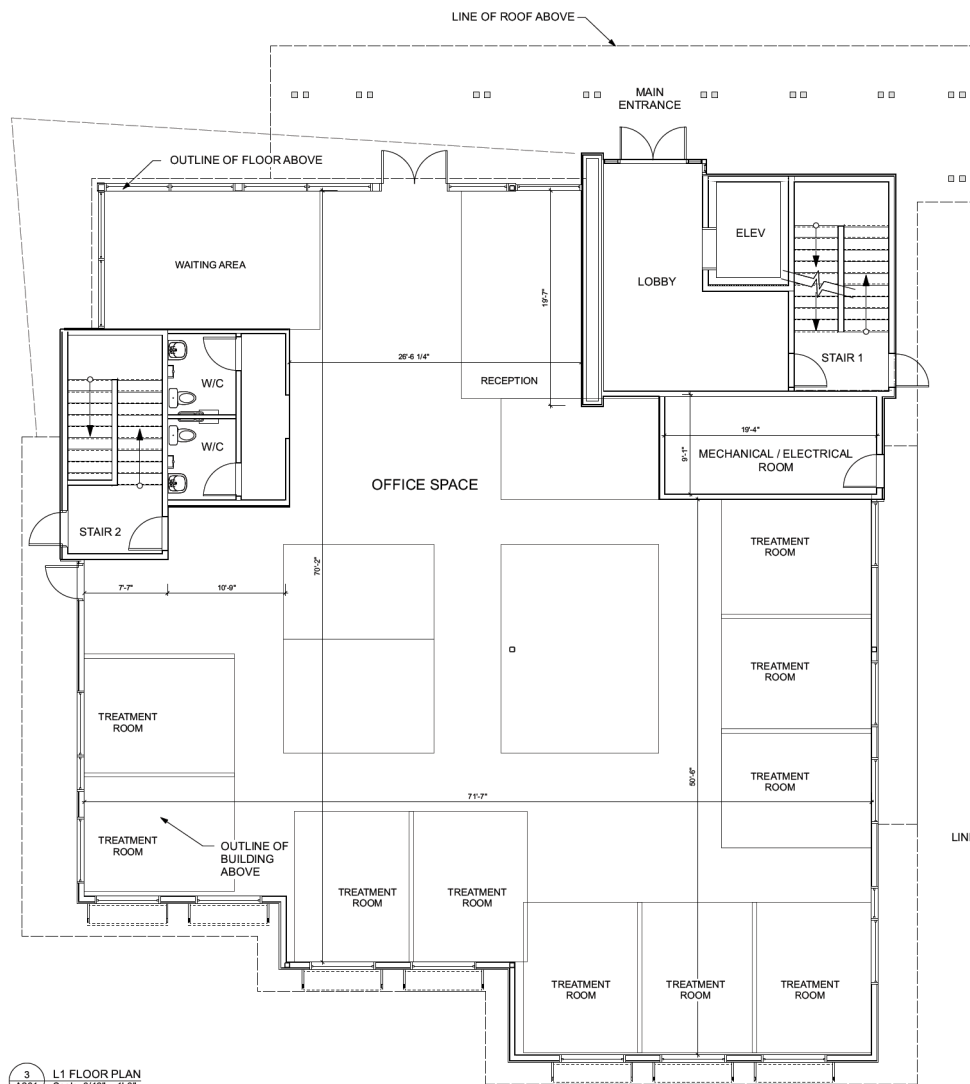 LINE OF ROOF ABOVE
MAIN
ENTRANCE
OUTLINE OF FLOOR ABOVE
WAITING AREA
ELEV
LOBBY
19'-7"
STAIR 1
26'-6 1/4"
RECEPTION
W/C
W/C
19'-4"
9'-1"
MECHANICAL / ELECTRICAL
ROOM
OFFICE SPACE
STAIR 2
TREATMENT
ROOM
70'-2"
7'-7"
10'-9"
TREATMENT
ROOM
TREATMENT
ROOM
TREATMENT
ROOM
50'-6"
71'-7"
TREATMENT
ROOM
OUTLINE OF
BUILDING
ABOVE
TREATMENT
ROOM
TREATMENT
ROOM
TREATMENT
ROOM
TREATMENT
ROOM
TREATMENT
ROOM
3
L1 FLOOR PLAN